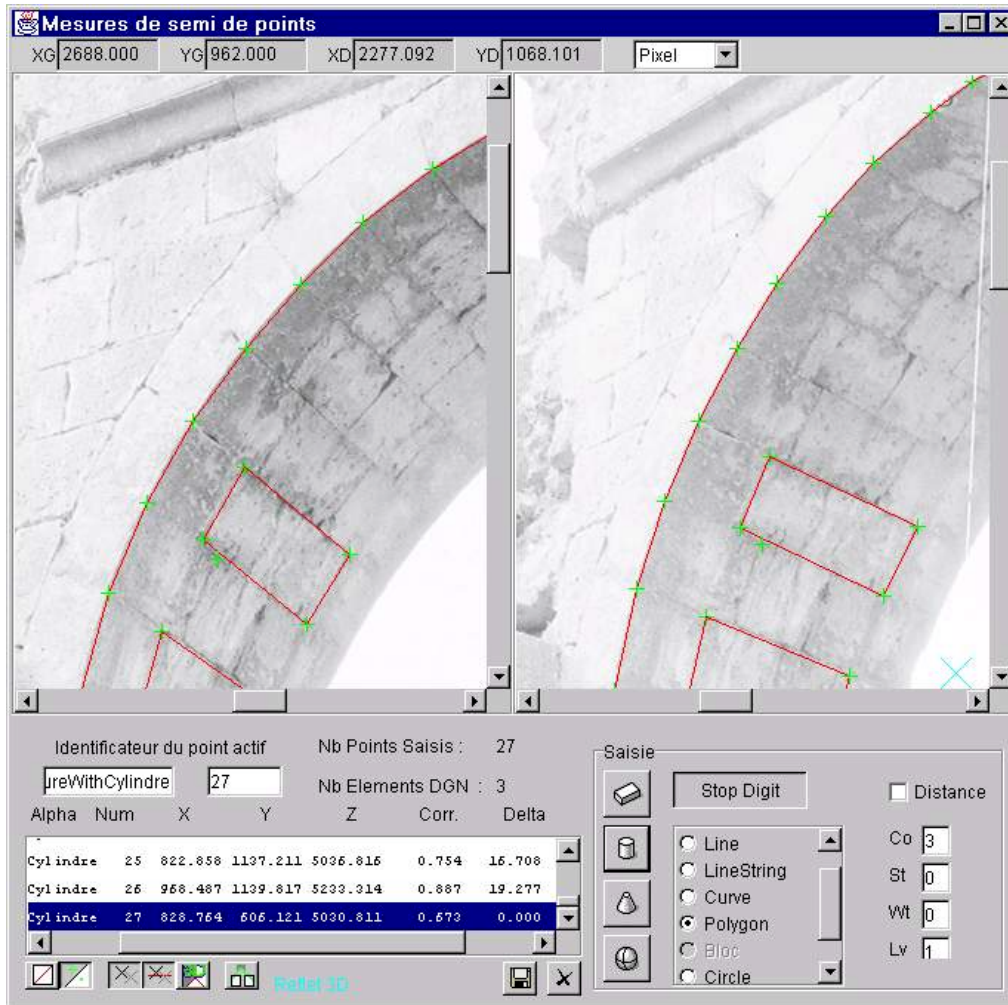 Mesures de semi de points
XG 2688.000 YG 962.000 XD 2277.092 YD 1068.101 Pixel
Identificateur du point actif
Nb Points Saisis : 27
ureWithCylindre 27
Nb Elements DGN : 3
Alpha Num X Y Z Corr. Delta
Cylindre 25 822.858 1137.211 5036.816 0.754 16.708
Cylindre 26 968.487 1139.817 5233.314 0.887 19.277
Cylindre 27 828.764 606.121 5030.811 0.673 0.000
Reflet 3D
Saisie
Stop Digit
Distance
Line
LineString
Curve
Polygon
Bloc
Circle
Co 3
St 0
Wt 0
Lv 1